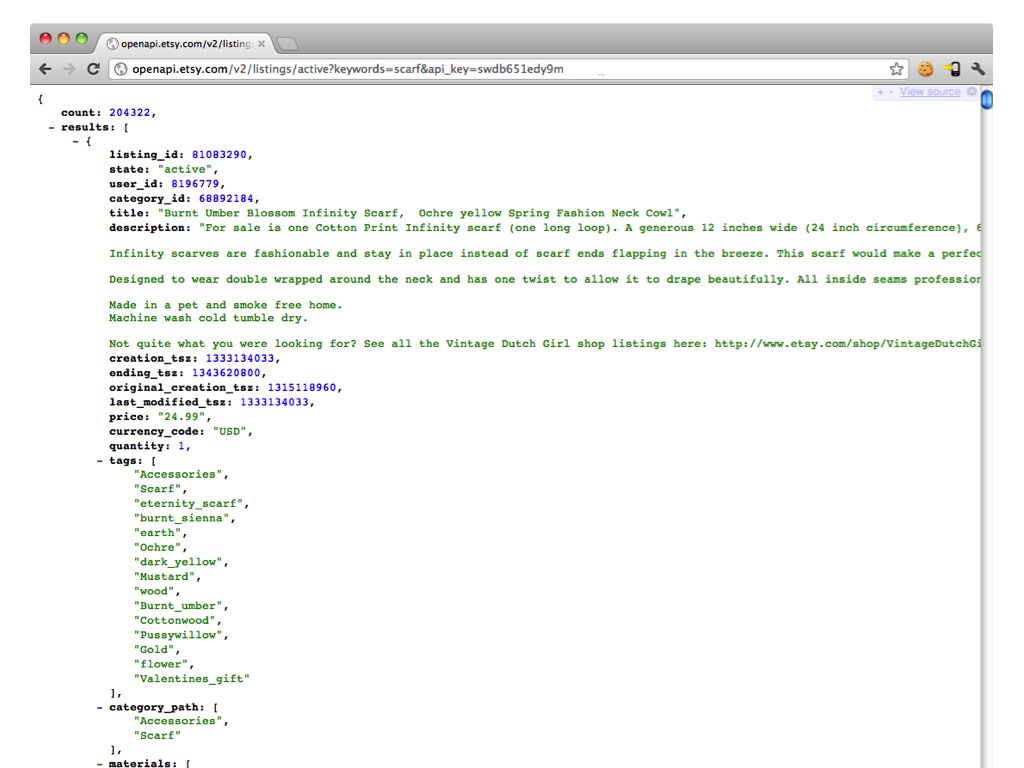 openapi.etsy.com/v2/listing
openapi.etsy.com/v2/listings/active?keywords=scarf&api_key=swdb651edy9m
+ - View source
{
count: 204322,
- results: [
- {
listing_id: 81083290,
state: "active",
user_id: 8196779,
category_id: 68892184,
title: "Burnt Umber Blossom Infinity Scarf,  Ochre yellow Spring Fashion Neck Cowl",
description: "For sale is one Cotton Print Infinity scarf (one long loop). A generous 12 inches wide (24 inch circumference), 6
Infinity scarves are fashionable and stay in place instead of scarf ends flapping in the breeze. This scarf would make a perfec
Designed to wear double wrapped around the neck and has one twist to allow it to drape beautifully. All inside seams profession
Made in a pet and smoke free home.
Machine wash cold tumble dry.
Not quite what you were looking for? See all the Vintage Dutch Girl shop listings here: http://www.etsy.com/shop/VintageDutchGi
creation_tsz: 1333134033,
ending_tsz: 1343620800,
original_creation_tsz: 1315118960,
last_modified_tsz: 1333134033,
price: "24.99",
currency_code: "USD",
quantity: 1,
- tags: [
"Accessories",
"Scarf",
"eternity_scarf",
"burnt_sienna",
"earth",
"Ochre",
"dark_yellow",
"Mustard",
"wood",
"Burnt_umber",
"Cottonwood",
"Pussywillow",
"Gold",
"flower",
"Valentines_gift"
],
- category_path: [
"Accessories",
"Scarf"
],
- materials: [